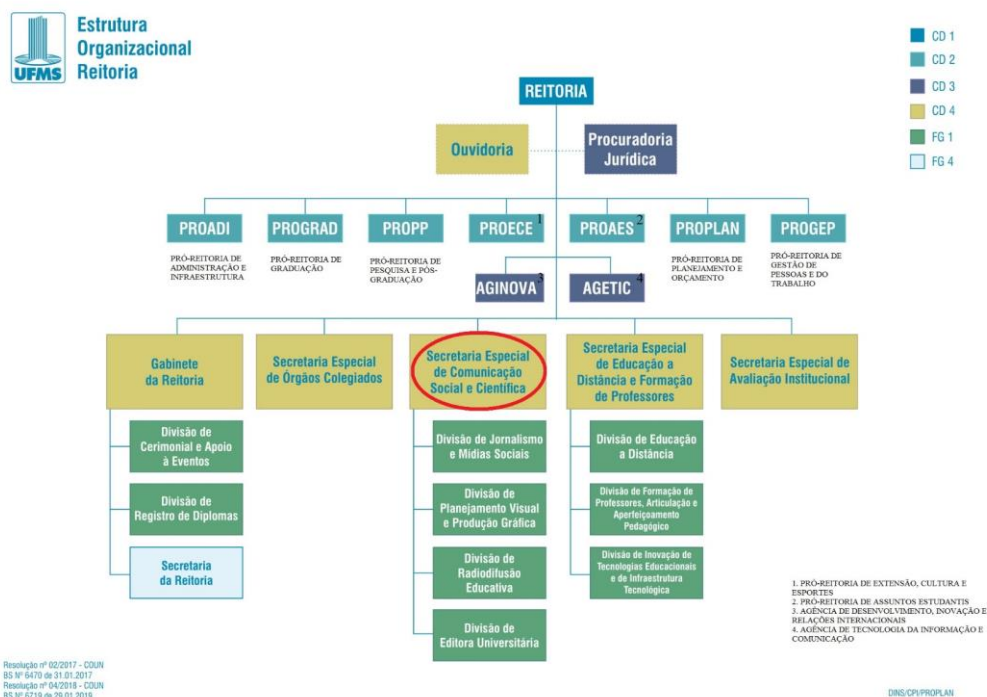 UFMS
Estrutura
Organizacional
Reitoria
CD 1
CD 2
CD 3
CD 4
FG 1
FG 4
REITORIA
Ouvidoria
Procuradoria
Jurídica
PROADI
PROGRAD
PROPP
PROECE 1
PROAES 2
PROPLAN
PROGEP
PRÓ-REITORIA DE
ADMINISTRAÇÃO E
INFRAESTRUTURA
PRÓ-REITORIA DE
GRADUAÇÃO
PRÓ-REITORIA DE
PESQUISA E PÓS-
GRADUAÇÃO
PRÓ-REITORIA DE
PLANEJAMENTO E
ORÇAMENTO
PRÓ-REITORIA DE
GESTÃO DE
PESSOAS E DO
TRABALHO
AGINOVA 3
AGETIC 4
Gabinete
da Reitoria
Secretaria Especial
de Órgãos Colegiados
Secretaria Especial
de Comunicação
Social e Científica
Secretaria Especial
de Educação a
Distância e Formação
de Professores
Secretaria Especial de
Avaliação Institucional
Divisão de
Cerimonial e Apoio
à Eventos
Divisão de
Registro de Diplomas
Secretaria
da Reitoria
Divisão de Jornalismo
e Mídias Sociais
Divisão de
Planejamento Visual
e Produção Gráfica
Divisão de
Radiodifusão
Educativa
Divisão de
Editora Universitária
Divisão de Educação
a Distância
Divisão de Formação de
Professores, Articulação e
Aperfeiçoamento
Pedagógico
Divisão de Inovação de
Tecnologias Educacionais
e de Infraestrutura
Tecnológica
1. PRÓ-REITORIA DE EXTENSÃO, CULTURA E
ESPORTES
2. PRÓ-REITORIA DE ASSUNTOS ESTUDANTIS
3. AGÊNCIA DE DESENVOLVIMENTO, INOVAÇÃO E
RELAÇÕES INTERNACIONAIS
4. AGÊNCIA DE TECNOLOGIA DA INFORMAÇÃO E
COMUNICAÇÃO
Resolução nº 02/2017 - COUN
BS Nº 6470 de 31.01.2017
Resolução nº 04/2018 - COUN
BS Nº 6719 de 29.01.2018
DINS/CPI/PROPLAN